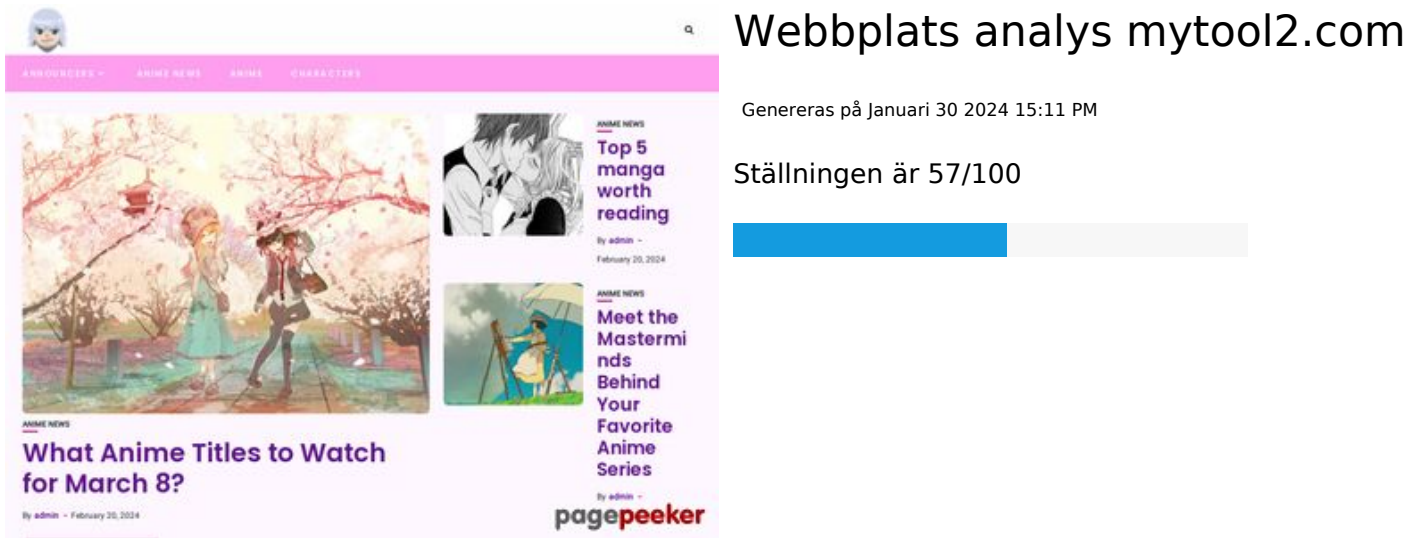 ANNOUNCERS
ANIME NEWS
ANIME
CHARACTERS
ANIME NEWS
What Anime Titles to Watch
for March 8?
By admin - February 20, 2024
ANIME NEWS
Top 5
manga
worth
reading
By admin -
February 20, 2024
ANIME NEWS
Meet the
Mastermi
nds
Behind
Your
Favorite
Anime
Series
By admin -
pagepeeker
Webbplats analys mytool2.com
Genereras på Januari 30 2024 15:11 PM
Ställningen är 57/100